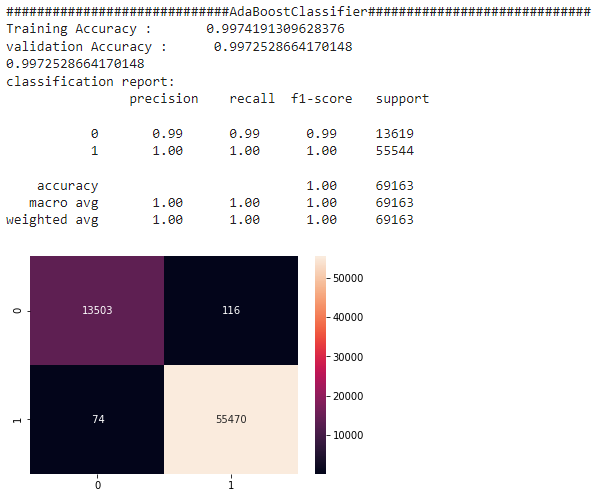 #############################AdaBoostClassifier#############################
Training Accuracy : 0.9974191309628376
validation Accuracy : 0.9972528664170148
0.9972528664170148
classification report:
precision recall f1-score support
0 0.99 0.99 0.99 13619
1 1.00 1.00 1.00 55544
accuracy 1.00 69163
macro avg 1.00 1.00 1.00 69163
weighted avg 1.00 1.00 1.00 69163
50000
0 13503 116
40000
30000
20000
1 74 55470
10000
0 1